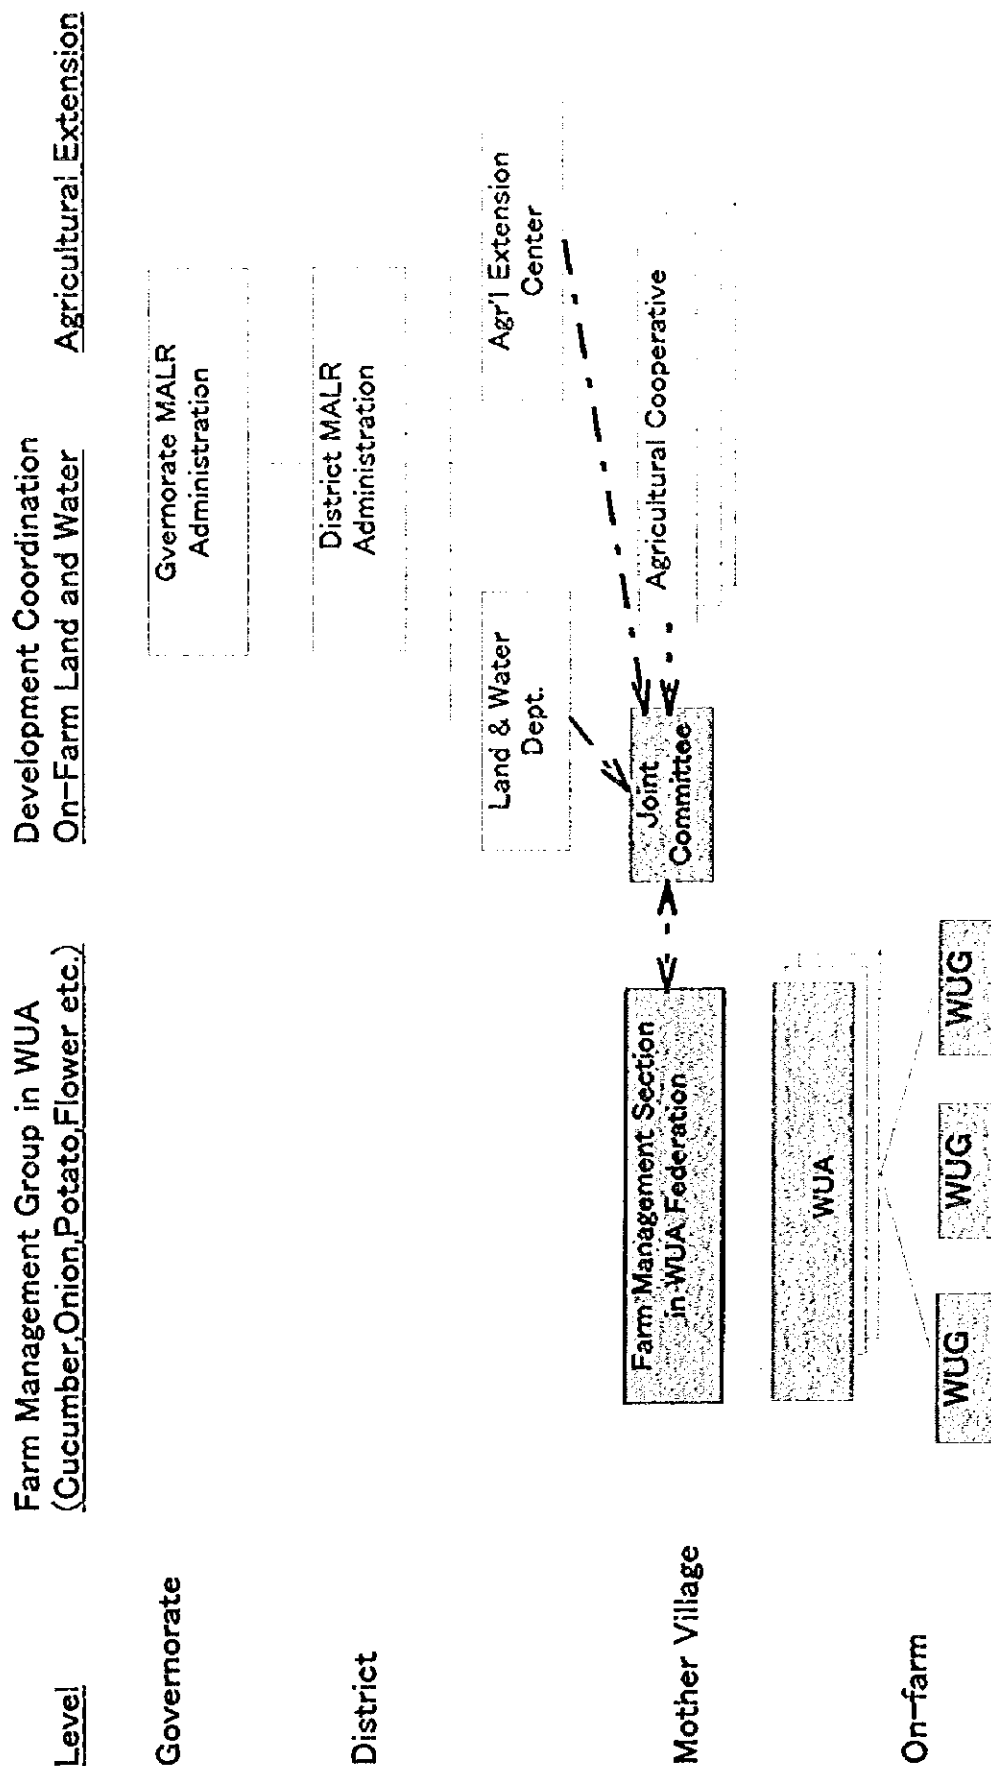 Level
Farm Management Group in WUA
(Cucumber,Onion,Potato,Flower etc.)
Development Coordination
On-Farm Land and Water
Agricultural Extension
Governorate
Gvernorate MALR
Administration
District
District MALR
Administration
Land & Water
Dept.
Agr'l Extension
Center
Mother Village
Farm Management Section
in WUA Federation
Joint
Committee
Agricultural Cooperative
WUA
On-farm
WUG
WUG
WUG